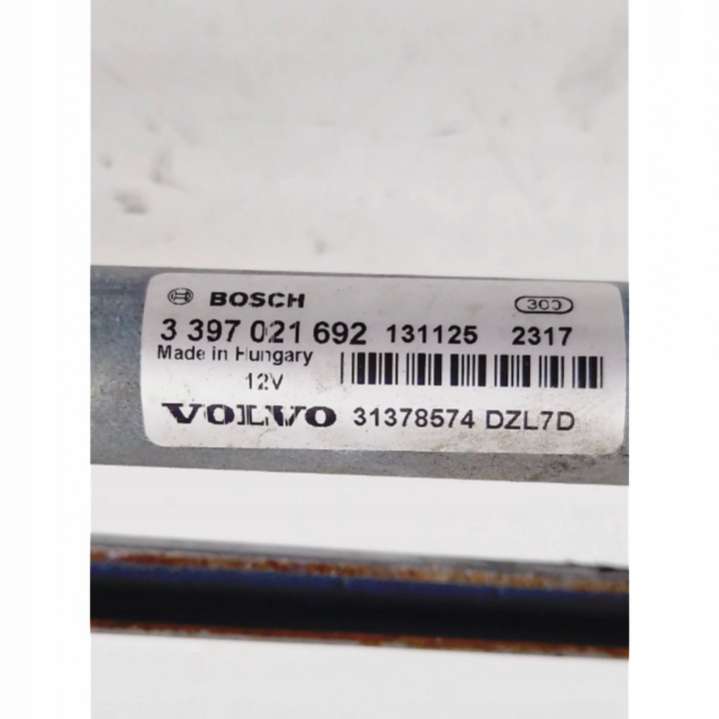 BOSCH 300
3 397 021 692 131125 2317
Made in Hungary
12V
VOLVO 31378574 DZL7D